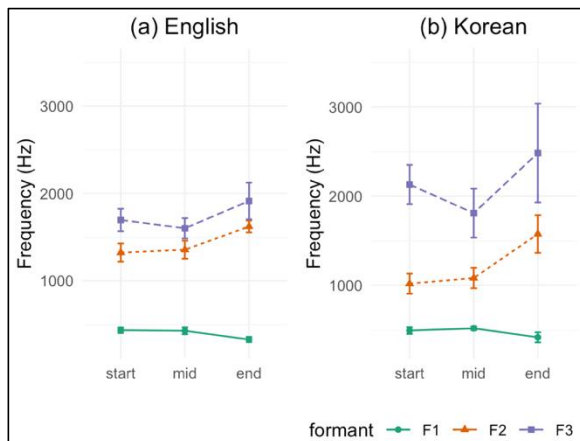 (a) English
(b) Korean
Frequency (Hz)
3000
2000
1000
start mid end
Frequency (Hz)
3000
2000
1000
start mid end
formant F1 F2 F3